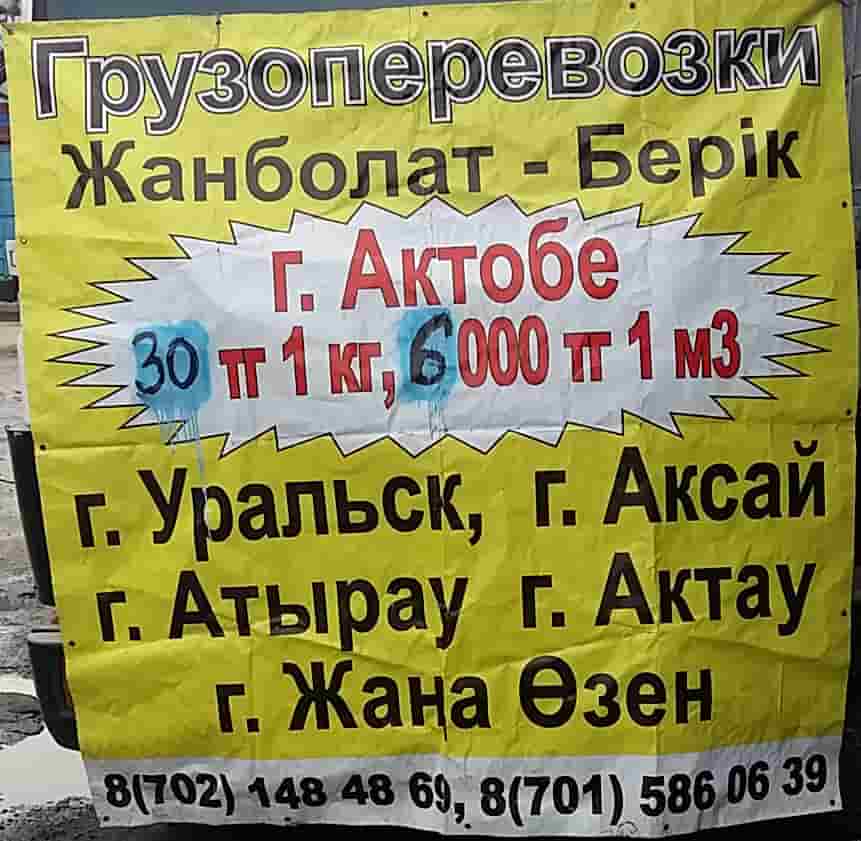 Грузоперевозки
Жанболат - Берік
г. Актобе
30 тг 1 кг, 6000 тг 1 м3
г. Уральск, г. Аксай
г. Атырау г. Актау
г. Жаңа Өзен
8(702) 148 48 69, 8(701) 586 06 39